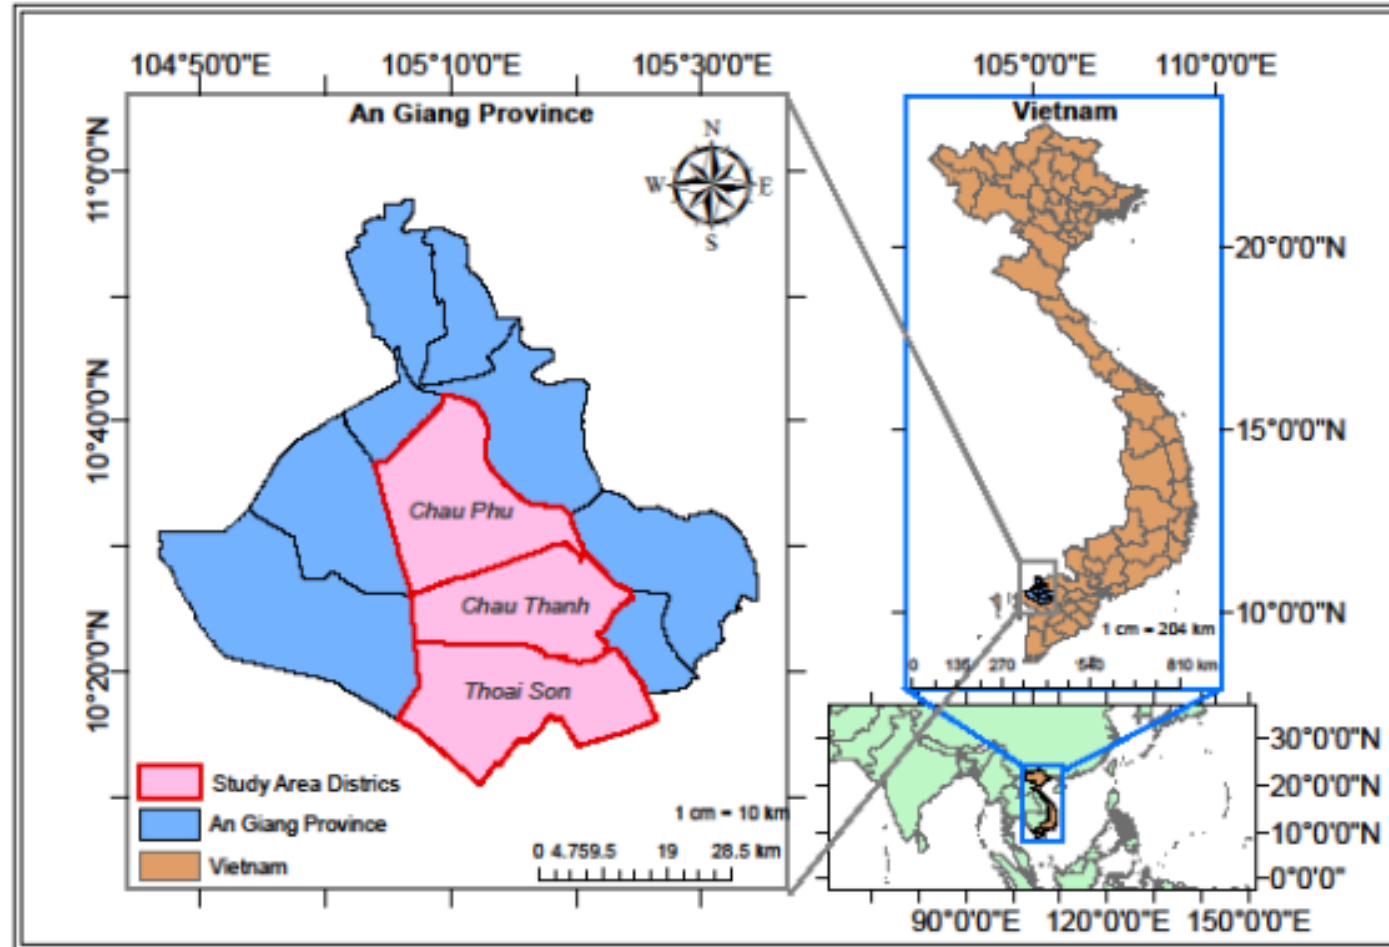 104°50'0"E 105°10'0"E 105°30'0"E
An Giang Province
N
W E
S
11°0'0"N
10°40'0"N
10°20'0"N
Chau Phu
Chau Thanh
Thoai Son
Study Area Districs
An Giang Province
Vietnam
1 cm = 10 km
0 4.759.5 19 28.5 km
105°0'0"E 110°0'0"E
Vietnam
20°0'0"N
15°0'0"N
10°0'0"N
1 cm = 204 km
0 135 270 540 810 km
30°0'0"N
20°0'0"N
10°0'0"N
0°0'0"
90°0'0"E 120°0'0"E 150°0'0"E